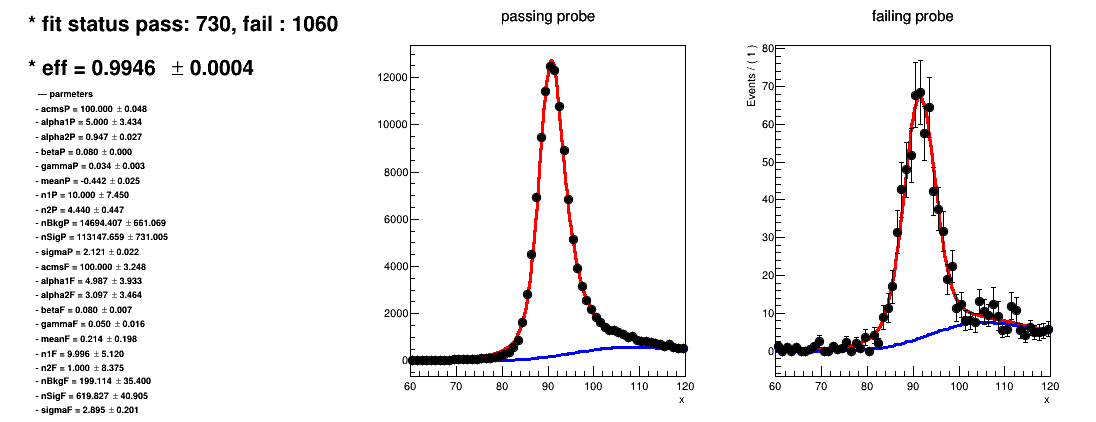 * fit status pass: 730, fail : 1060
* eff = 0.9946 ± 0.0004
--- parmeters
- acmsP = 100.000 ± 0.048
- alpha1P = 5.000 ± 3.434
- alpha2P = 0.947 ± 0.027
- betaP = 0.080 ± 0.000
- gammaP = 0.034 ± 0.003
- meanP = -0.442 ± 0.025
- n1P = 10.000 ± 7.450
- n2P = 4.440 ± 0.447
- nBkgP = 14694.407 ± 661.069
- nSigP = 113147.659 ± 731.005
- sigmaP = 2.121 ± 0.022
- acmsF = 100.000 ± 3.248
- alpha1F = 4.987 ± 3.933
- alpha2F = 3.097 ± 3.464
- betaF = 0.080 ± 0.007
- gammaF = 0.050 ± 0.016
- meanF = 0.214 ± 0.198
- n1F = 9.996 ± 5.120
- n2F = 1.000 ± 8.375
- nBkgF = 199.114 ± 35.400
- nSigF = 619.827 ± 40.905
- sigmaF = 2.895 ± 0.201
passing probe
12000
10000
8000
6000
4000
2000
0
60 70 80 90 100 110 120
x
failing probe
Events / ( 1 )
80
70
60
50
40
30
20
10
0
60 70 80 90 100 110 120
x